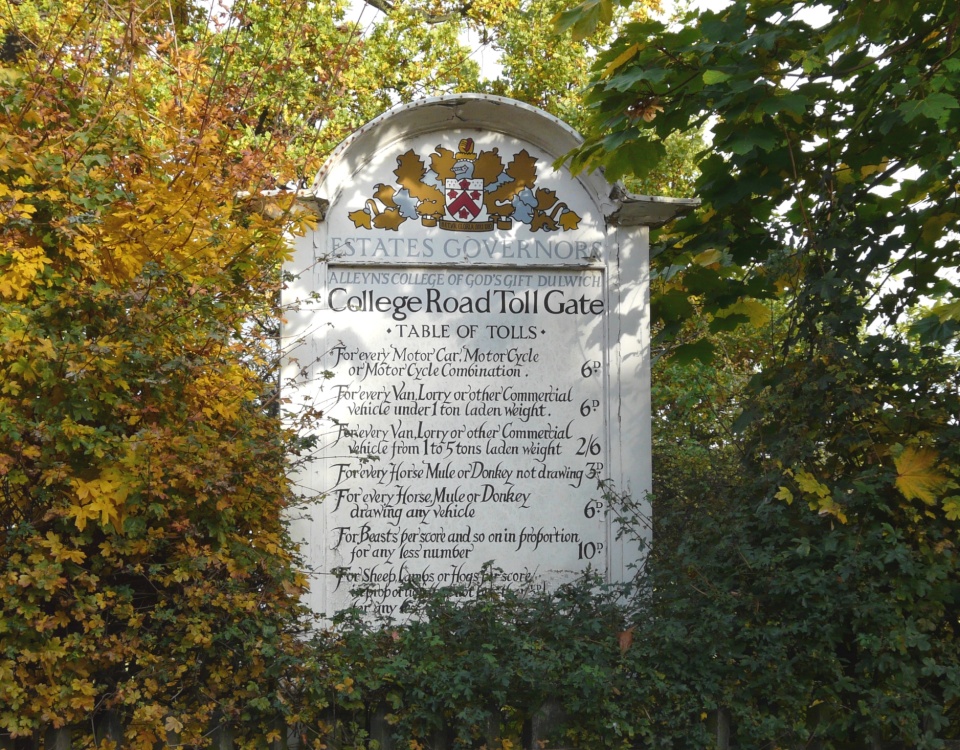 ESTATES GOVERNORS
ALLEYN'S COLLEGE OF GOD'S GIFT DULWICH
College Road Toll Gate
• TABLE OF TOLLS •
For every Motor Car, Motor Cycle
or Motor Cycle Combination. 6D
For every Van, Lorry or other Commercial
vehicle under 1 ton laden weight. 6D
For every Van, Lorry or other Commercial
vehicle from 1 to 5 tons laden weight 2/6
For every Horse Mule or Donkey not drawing 3D
For every Horse, Mule or Donkey
drawing any vehicle 6D
For Beasts per score and so on in proportion
for any less number 10D
For Sheep, Lambs or Hogs per score
in proportion
for any